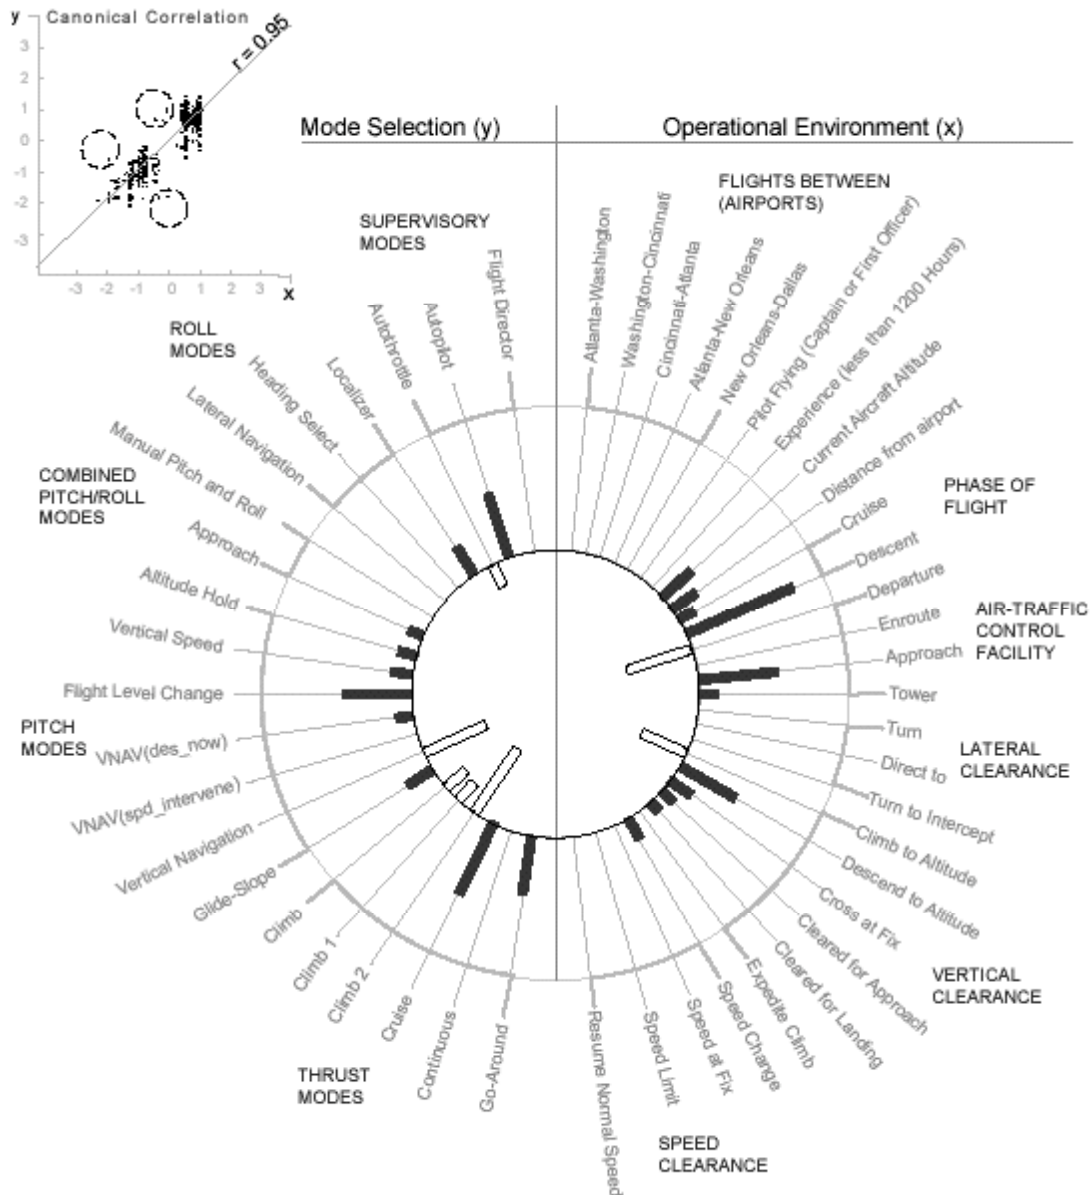 y Canonical Correlation
r = 0.95
3
2
1
0
-1
-2
-3
-3 -2 -1 0 1 2 3
x
Mode Selection (y)
Operational Environment (x)
SUPERVISORY
MODES
Flight Director
Autopilot
Autothrottle
ROLL
MODES
Localizer
Heading Select
Lateral Navigation
COMBINED
PITCH/ROLL
MODES
Manual Pitch and Roll
Approach
Altitude Hold
Vertical Speed
Flight Level Change
PITCH
MODES
VNAV(des_now)
VNAV(spd_intervene)
Vertical Navigation
Glide-Slope
Climb
Climb 1
Climb 2
Cruise
Continuous
Go-Around
THRUST
MODES
FLIGHTS BETWEEN
(AIRPORTS)
Atlanta-Washington
Washington-Cincinnati
Cincinnati-Atlanta
Atlanta-New Orleans
New Orleans-Dallas
Pilot Flying (Captain or First Officer)
Experience (less than 1200 Hours)
Current Aircraft Altitude
Distance from airport
PHASE OF
FLIGHT
Cruise
Descent
Departure
AIR-TRAFFIC
CONTROL
FACILITY
Enroute
Approach
Tower
Turn
LATERAL
CLEARANCE
Direct to
Turn to Intercept
Climb to Altitude
Descend to Altitude
Cross at Fix
Cleared for Approach
VERTICAL
CLEARANCE
Cleared for Landing
Expedite Climb
Speed Change
Speed at Fix
Speed Limit
Resume Normal Speed
SPEED
CLEARANCE